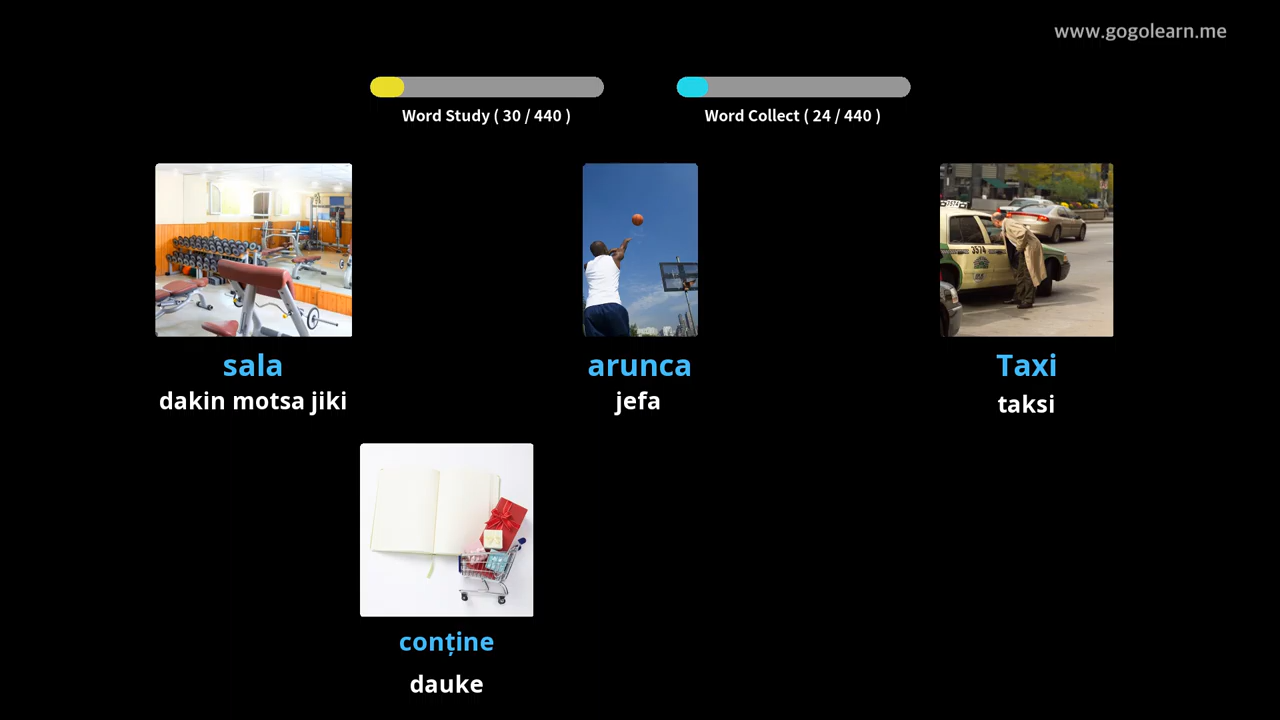 www.gogolearn.me
Word Study ( 30 / 440 )
Word Collect ( 24 / 440 )
3578
sala
arunca
Taxi
dakin motsa jiki
jefa
taksi
conține
dauke